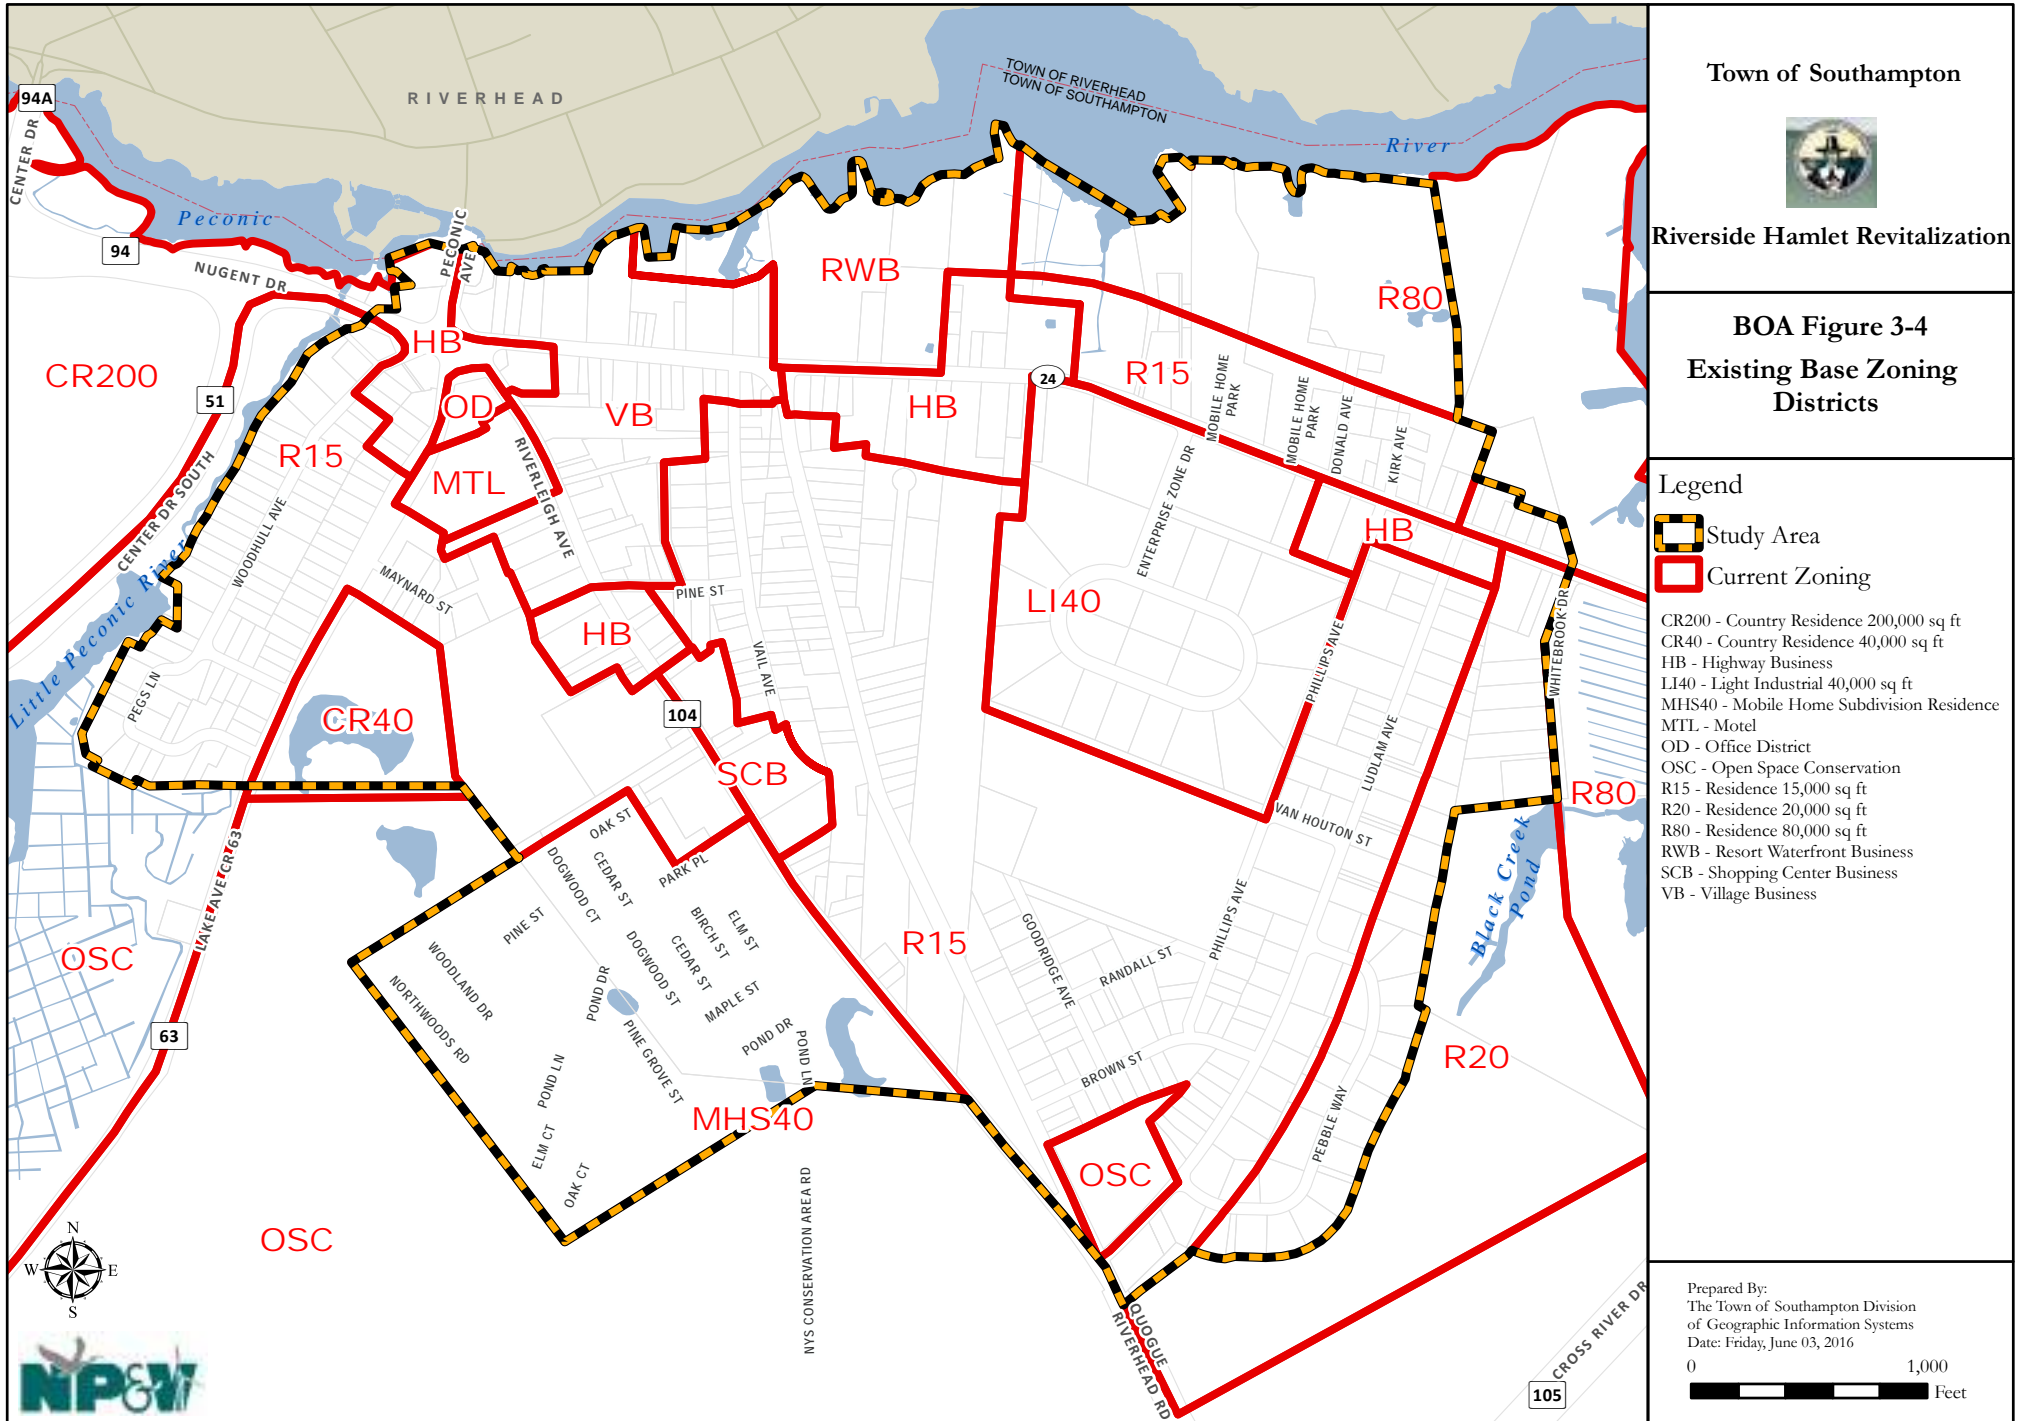 Town of Southampton
Riverside Hamlet Revitalization
BOA Figure 3-4
Existing Base Zoning
Districts
Legend
Study Area
Current Zoning
CR200 - Country Residence 200,000 sq ft
CR40 - Country Residence 40,000 sq ft
HB - Highway Business
LI40 - Light Industrial 40,000 sq ft
MHS40 - Mobile Home Subdivision Residence
MTL - Motel
OD - Office District
OSC - Open Space Conservation
R15 - Residence 15,000 sq ft
R20 - Residence 20,000 sq ft
R80 - Residence 80,000 sq ft
RWB - Resort Waterfront Business
SCB - Shopping Center Business
VB - Village Business
Prepared By:
The Town of Southampton Division
of Geographic Information Systems
Date: Friday, June 03, 2016
0 1,000
Feet
RIVERHEAD
TOWN OF RIVERHEAD
TOWN OF SOUTHAMPTON
River
94A
CENTER DR
Peconic
94
NUGENT DR
PECONIC
AVE
RWB
R80
HB
CR200
51
OD
VB
HB
24
R15
MOBILE HOME
PARK
MOBILE HOME
PARK
DONALD AVE
KIRK AVE
R15
MTL
RIVERLEIGH AVE
CENTER DR SOUTH
WOODHULL AVE
ENTERPRISE ZONE DR
HB
Little Peconic River
MAYNARD ST
PINE ST
HB
LI40
VAIL AVE
PHILLIPS AVE
WHITEBROOK DR
PEGS LN
CR40
104
LUDLAM AVE
SCB
R80
VAN HOUTON ST
Black Creek
Pond
LAKE AVE CR 63
OAK ST
PARK PL
DOGWOOD CT
CEDAR ST
PINE ST
BIRCH ST
ELM ST
CEDAR ST
DOGWOOD ST
MAPLE ST
WOODLAND DR
NORTHWOODS RD
POND DR
OSC
R15
GOODRIDGE AVE
RANDALL ST
PHILLIPS AVE
63
PINE GROVE ST
POND DR
POND LN
POND LN
BROWN ST
R20
MHS40
ELM CT
OAK CT
PEBBLE WAY
OSC
OSC
NYS CONSERVATION AREA RD
N
W E
S
QUOGUE
RIVERHEAD RD
CROSS RIVER DR
105
NP&V